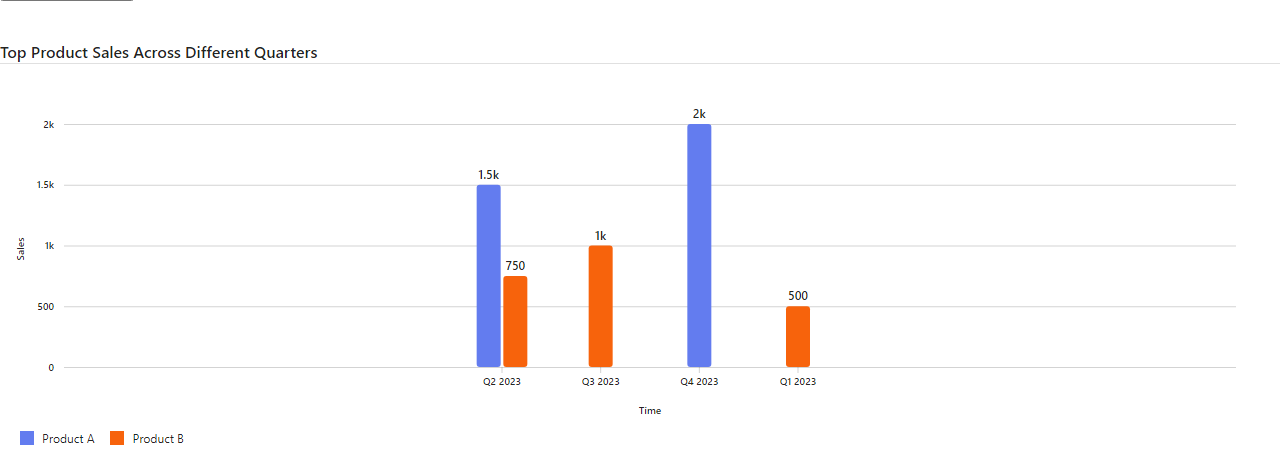 Top Product Sales Across Different Quarters
2k
2k
1.5k
1.5k
1k
1k
Sales
750
500
500
0
Q2 2023 Q3 2023 Q4 2023 Q1 2023
Time
Product A Product B